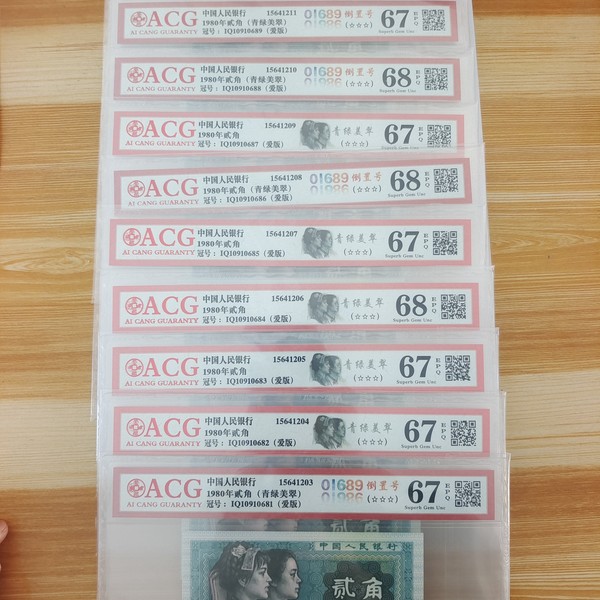 ACG
AI CANG GUARANTY
中国人民银行 15641211
1980年贰角（青绿美翠）
冠号： IQ10910689 （爱版）
01689 倒置号
（☆☆☆）
67 EPQ
Superb Gem Unc
ACG
AI CANG GUARANTY
中国人民银行 15641210
1980年贰角（青绿美翠）
冠号： IQ10910688 （爱版）
01689 倒置号
（☆☆☆）
68 EPQ
Superb Gem Unc
ACG
AI CANG GUARANTY
中国人民银行 15641209
1980年贰角
冠号： IQ10910687 （爱版）
青绿美翠
（☆☆☆）
67 EPQ
Superb Gem Unc
ACG
AI CANG GUARANTY
中国人民银行 15641208
1980年贰角（青绿美翠）
冠号： IQ10910686 （爱版）
01689 倒置号
（☆☆☆）
68 EPQ
Superb Gem Unc
ACG
AI CANG GUARANTY
中国人民银行 15641207
1980年贰角
冠号： IQ10910685 （爱版）
青绿美翠
（☆☆☆）
67 EPQ
Superb Gem Unc
ACG
AI CANG GUARANTY
中国人民银行 15641206
1980年贰角
冠号： IQ10910684 （爱版）
青绿美翠
（☆☆☆）
68 EPQ
Superb Gem Unc
ACG
AI CANG GUARANTY
中国人民银行 15641205
1980年贰角
冠号： IQ10910683 （爱版）
青绿美翠
（☆☆☆）
67 EPQ
Superb Gem Unc
ACG
AI CANG GUARANTY
中国人民银行 15641204
1980年贰角
冠号： IQ10910682 （爱版）
青绿美翠
（☆☆☆）
67 EPQ
Superb Gem Unc
ACG
AI CANG GUARANTY
中国人民银行 15641203
1980年贰角（青绿美翠）
冠号： IQ10910681 （爱版）
01689 倒置号
（☆☆☆）
67 EPQ
Superb Gem Unc
贰角
中国人民银行
贰角